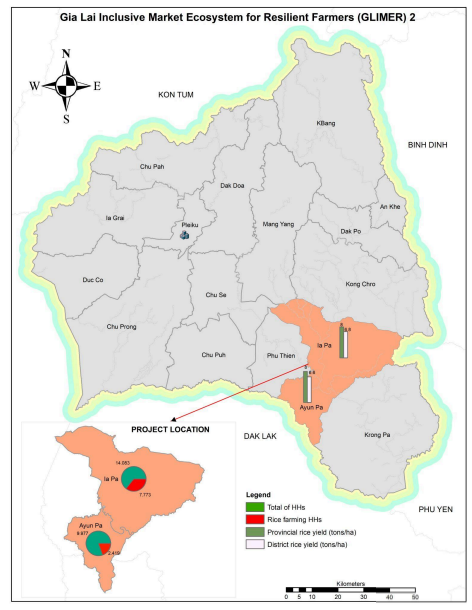 Gia Lai Inclusive Market Ecosystem for Resilient Farmers (GLIMER) 2
N
W E
S
KON TUM
BINH DINH
KBang
Chu Pah
Dak Doa
An Khe
Ia Grai
Pleiku
Mang Yang
Dak Po
Duc Co
Kong Chro
Chu Se
Chu Prong
Ia Pa
Chu Puh
Phu Thien
Ayun Pa
Krong Pa
DAK LAK
PHU YEN
PROJECT LOCATION
14.083
Ia Pa
7.773
Ayun Pa
9.677
2.418
Legend
Total of HHs
Rice farming HHs
Provincial rice yield (tons/ha)
District rice yield (tons/ha)
Kilometers
0 5 10 20 30 40 50